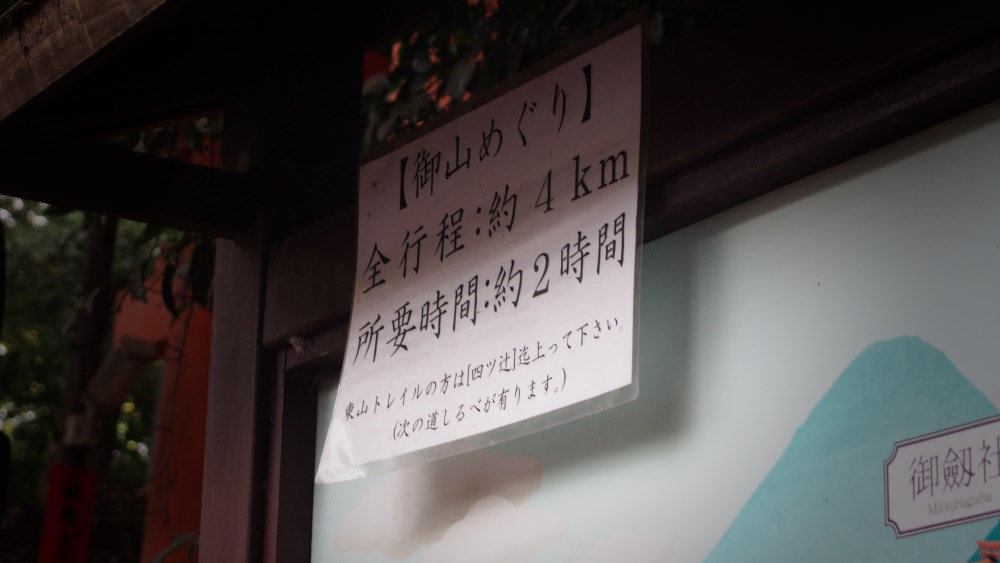 【御山めぐり】
全行程:約4km
所要時間:約2時間
東山トレイルの方は[四ツ辻]迄上って下さい。
(次の道しるべが有ります。)
御劔社
Mitsurugisha